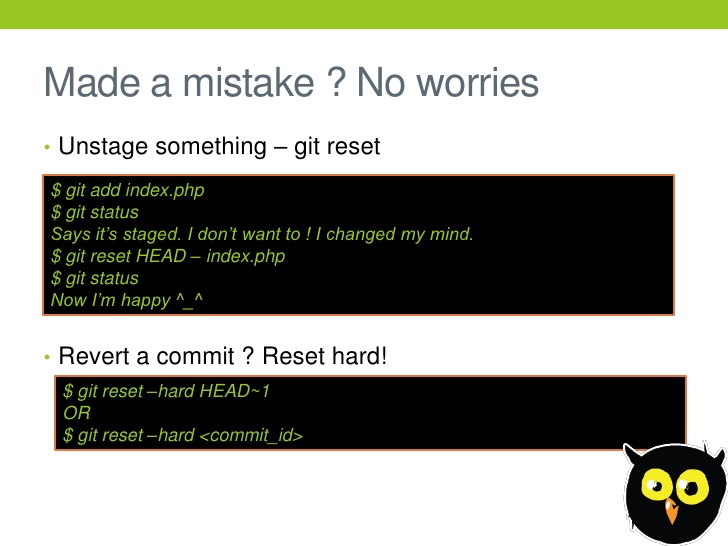 Made a mistake ? No worries
• Unstage something – git reset
$ git add index.php
$ git status
Says it’s staged. I don’t want to ! I changed my mind.
$ git reset HEAD – index.php
$ git status
Now I’m happy ^_^
• Revert a commit ? Reset hard!
$ git reset –hard HEAD~1
OR
$ git reset –hard <commit_id>